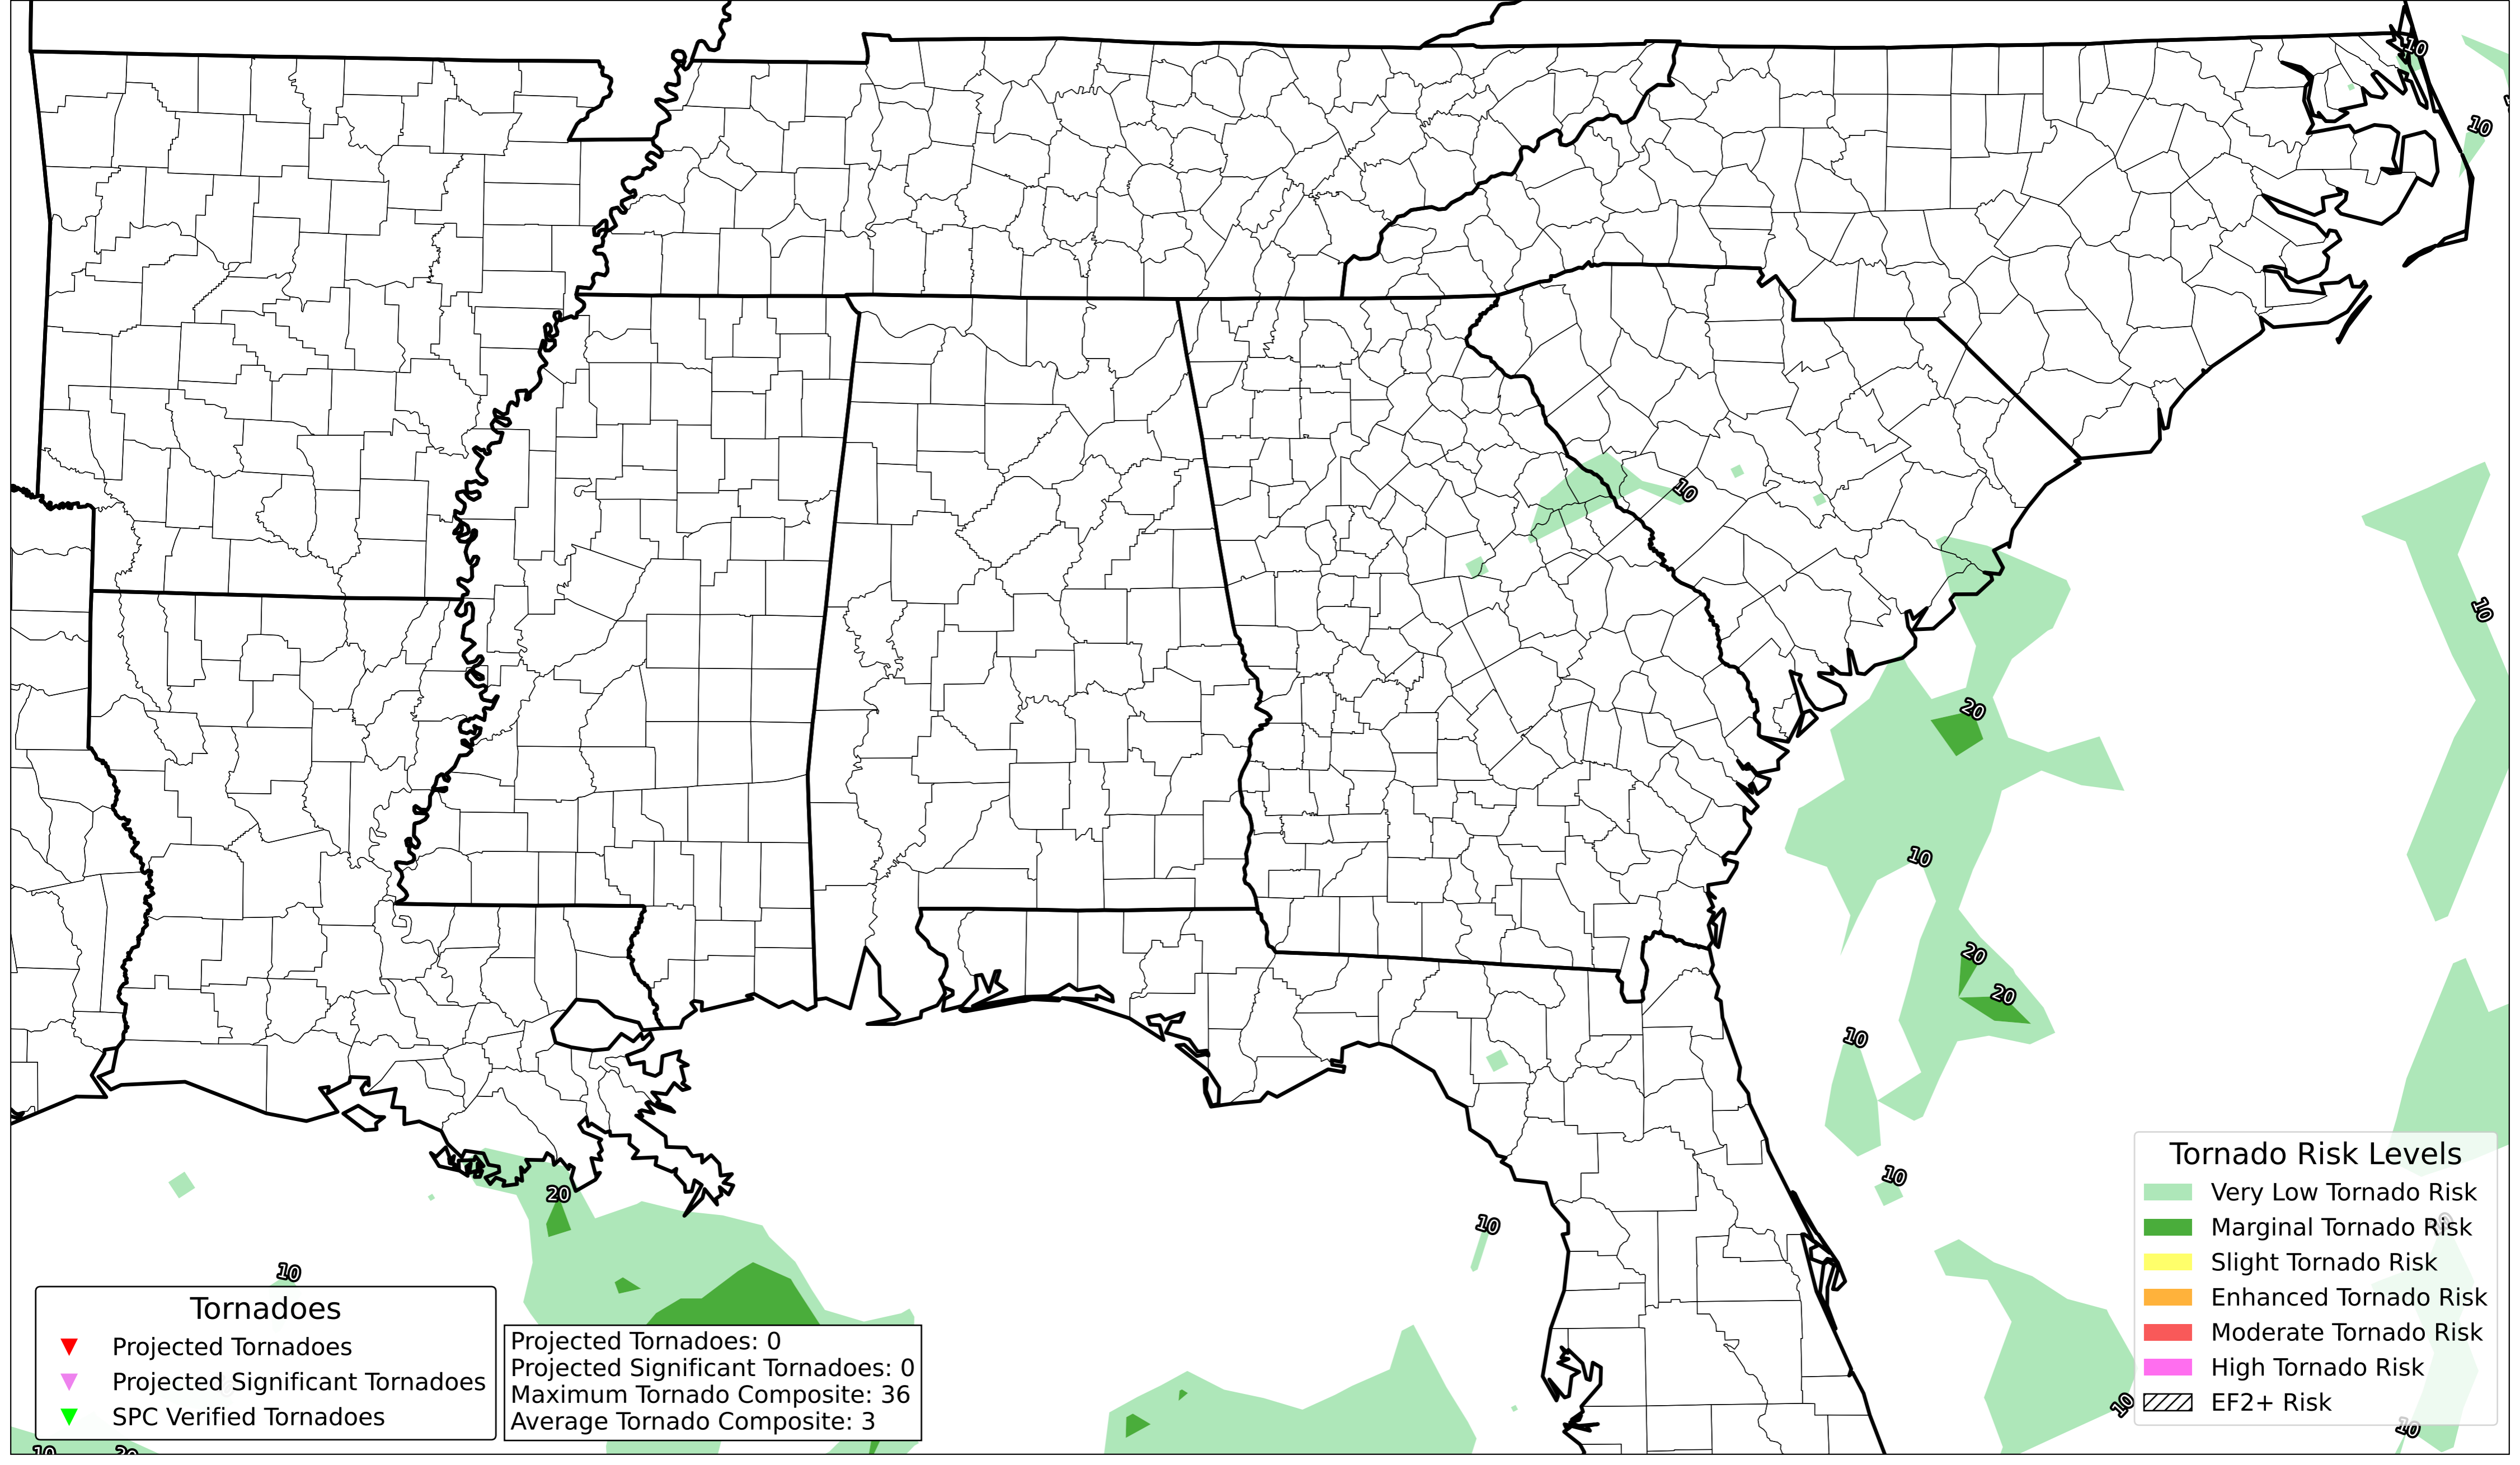 10
10
10
10
20
10
20
20
10
10
20
10
10
Tornado Risk Levels
Very Low Tornado Risk
Marginal Tornado Risk
Slight Tornado Risk
Enhanced Tornado Risk
Moderate Tornado Risk
High Tornado Risk
EF2+ Risk
Tornadoes
Projected Tornadoes
Projected Significant Tornadoes
SPC Verified Tornadoes
Projected Tornadoes: 0
Projected Significant Tornadoes: 0
Maximum Tornado Composite: 36
Average Tornado Composite: 3
10
10
10
20